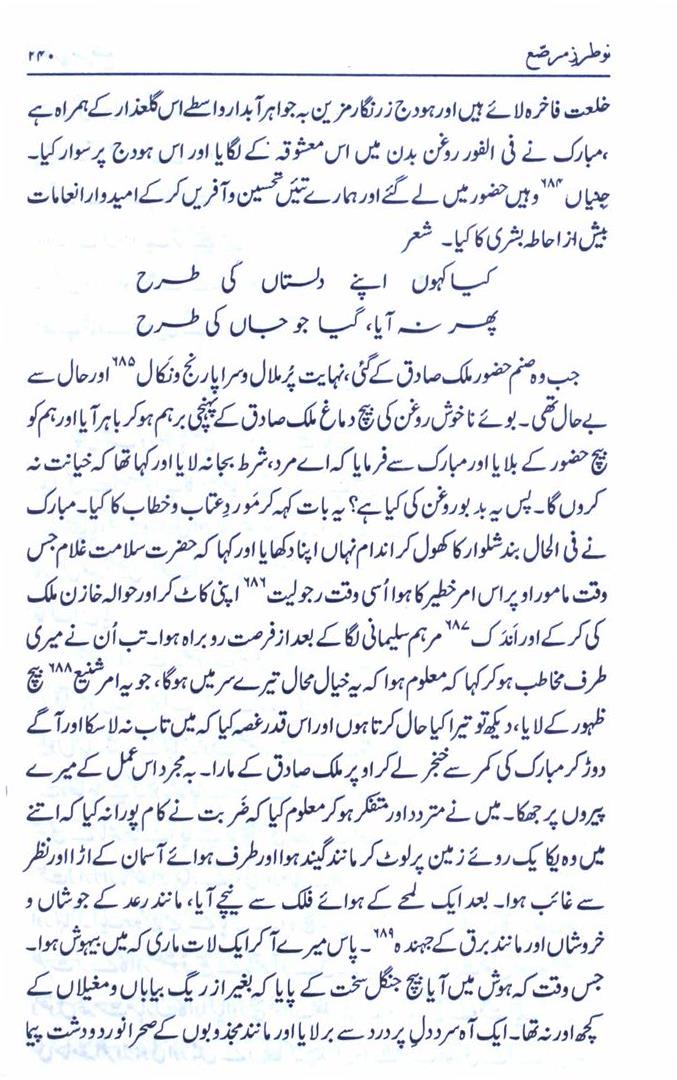 نو طرزِ مرصّع
۲۴۰
خلعت فاخرہ لائے ہیں اور ہودج زرنگار مزین بہ جواہر آبدار واسطے اس گلعذار کے ہمراہ ہے
،مبارک نے فی الفور روغن بدن میں اس معشوقہ کے لگایا اور اس ہودج پر سوار کیا۔
جنیاں ۶۸۴ وہیں حضور میں لے گئے اور ہمارے تئیں تحسین و آفریں کر کے امیدوار انعامات
بیش از احاطہ بشری کا کیا۔ شعر
کیا کہوں اپنے دلستاں کی طرح
پھر نہ آیا، گیا جو جاں کی طرح
جب وہ صنم حضور ملک صادق کے گئی، نہایت پُر ملال و سراپا رنج و نکال ۶۸۵ اور حال سے
بے حال تھی۔ بوئے ناخوش روغن کی بیچ دماغ ملک صادق کے پہنچی برہم ہو کر باہر آیا اور ہم کو
بیچ حضور کے بلایا اور مبارک سے فرمایا کہ اے مرد، شرط بجا نہ لایا اور کہا تھا کہ خیانت نہ
کروں گا۔ پس یہ بدبو روغن کی کیا ہے؟ یہ بات کہہ کر مَوردِ عتاب و خطاب کا کیا۔ مبارک
نے فی الحال بند شلوار کا کھول کر اندام نہاں اپنا دکھایا اور کہا کہ حضرت سلامت غلام جس
وقت مامور اوپر اس امر خطیر کا ہوا اُسی وقت رجولیت ۶۸۶ اپنی کاٹ کر اور حوالہ خازن ملک
کی کر کے اور اَندَک ۶۸۷ مرہم سلیمانی لگا کے بعد از فرصت رو براہ ہوا۔ تب اُن نے میری
طرف مخاطب ہو کر کہا کہ معلوم ہوا کہ یہ خیال محال تیرے سر میں ہوگا، جو یہ امر شنیع ۶۸۸ بیچ
ظہور کے لایا، دیکھ تو تیرا کیا حال کرتا ہوں اور اس قدر غصہ کیا کہ میں تاب نہ لا سکا اور آگے
دوڑ کر مبارک کی کمر سے خنجر لے کر اوپر ملک صادق کے مارا۔ بہ مجرد اس عمل کے میرے
پیروں پر جھکا۔ میں نے متردد اور متفکر ہو کر معلوم کیا کہ ضَربت نے کام پورا نہ کیا کہ اتنے
میں وہ یکا یک روئے زمین پر لوٹ کر مانند گیند ہوا اور طرف ہوائے آسمان کے اڑا اور نظر
سے غائب ہوا۔ بعد ایک لمحے کے ہوائے فلک سے نیچے آیا، مانند رعد کے جوشاں و
خروشاں اور مانند برق کے جہندہ ۶۸۹۔ پاس میرے آ کر ایک لات ماری کہ میں بیہوش ہوا۔
جس وقت کہ ہوش میں آیا بیچ جنگل سخت کے پایا کہ بغیر از ریگ بیاباں و مغیلاں کے
کچھ اور نہ تھا۔ ایک آہ سرد دلِ پر درد سے بر لایا اور مانند مجذوبوں کے صحرا نورد و دشت پیما